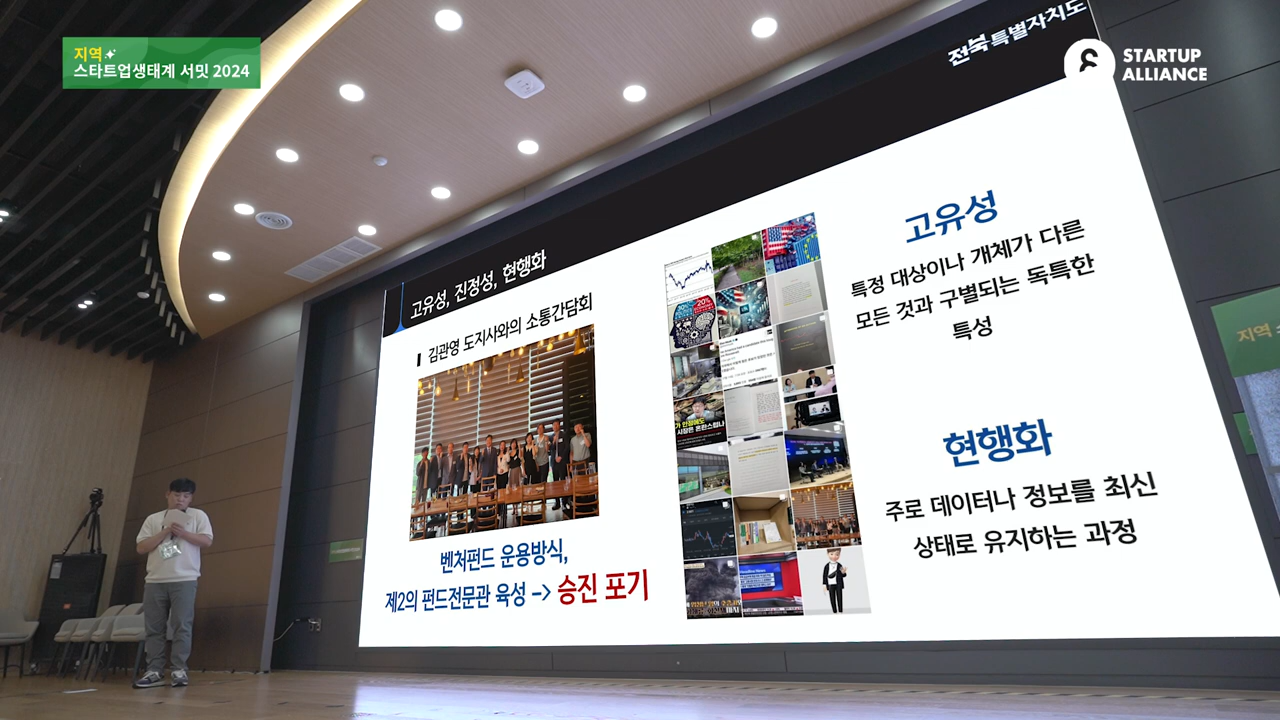 지역
스타트업생태계 서밋 2024
전북특별자치도
STARTUP
ALLIANCE
고유성, 진정성, 현행화
김관영 도지사와의 소통간담회
벤처펀드 운용방식,
제2의 펀드전문관 육성 -> 승진 포기
고유성
특정 대상이나 개체가 다른
모든 것과 구별되는 독특한
특성
현행화
주로 데이터나 정보를 최신
상태로 유지하는 과정
지역